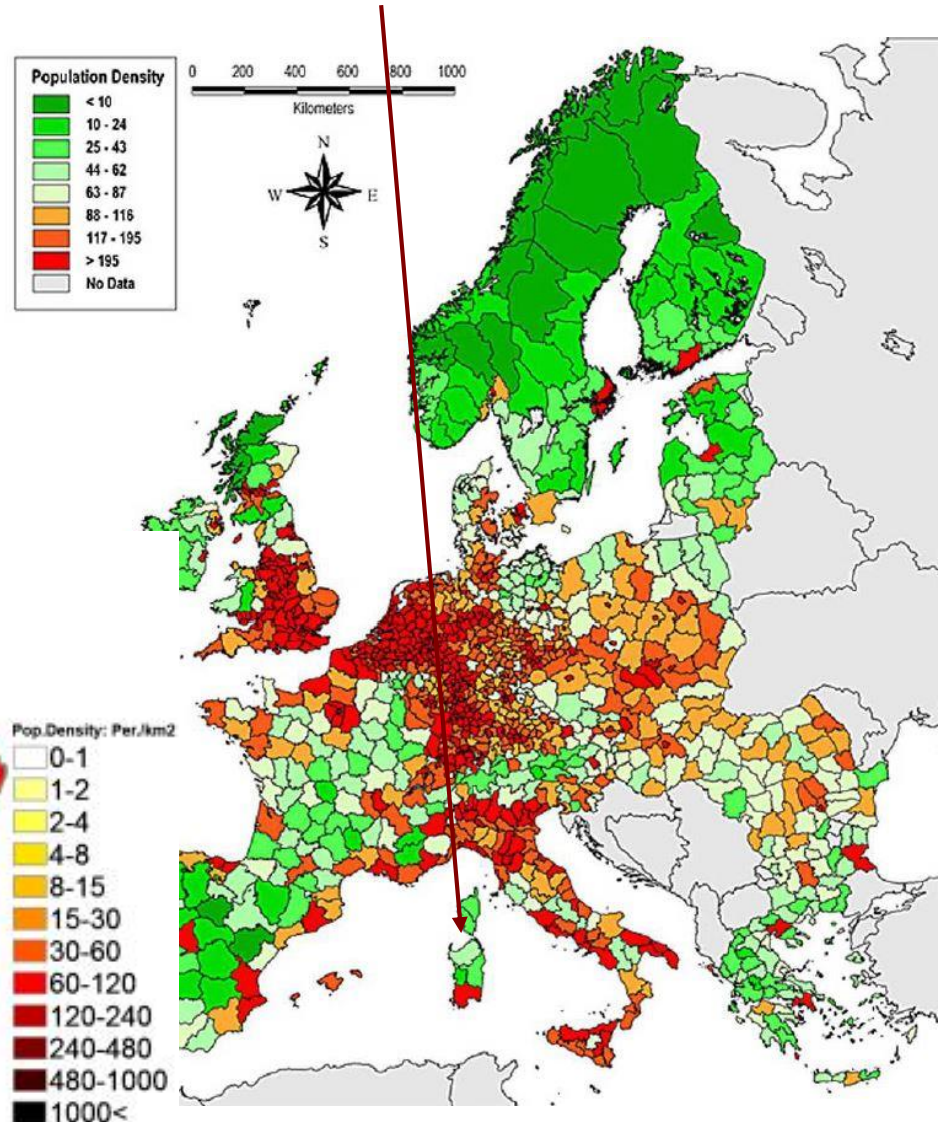 Population Density
< 10
10 - 24
25 - 43
44 - 62
63 - 87
88 - 116
117 - 195
> 195
No Data
0 200 400 600 800 1000
Kilometers
N
W E
S
Pop.Density: Per./km2
0-1
1-2
2-4
4-8
8-15
15-30
30-60
60-120
120-240
240-480
480-1000
1000<